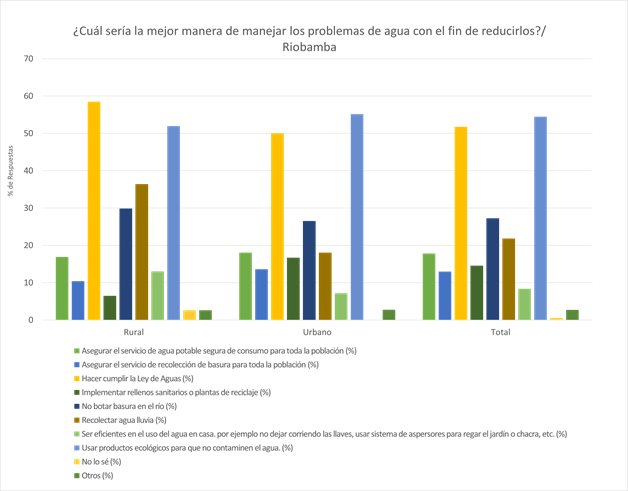 ¿Cuál sería la mejor manera de manejar los problemas de agua con el fin de reducirlos?/
Riobamba
70
60
50
40
30
20
10
0
% de Respuestas
Rural
Urbano
Total
Asegurar el servicio de agua potable segura de consumo para toda la población (%)
Asegurar el servicio de recolección de basura para toda la población (%)
Hacer cumplir la Ley de Aguas (%)
Implementar rellenos sanitarios o plantas de reciclaje (%)
No botar basura en el río (%)
Recolectar agua lluvia (%)
Ser eficientes en el uso del agua en casa. por ejemplo no dejar corriendo las llaves, usar sistema de aspersores para regar el jardín o chacra, etc. (%)
Usar productos ecológicos para que no contaminen el agua. (%)
No lo sé (%)
Otros (%)